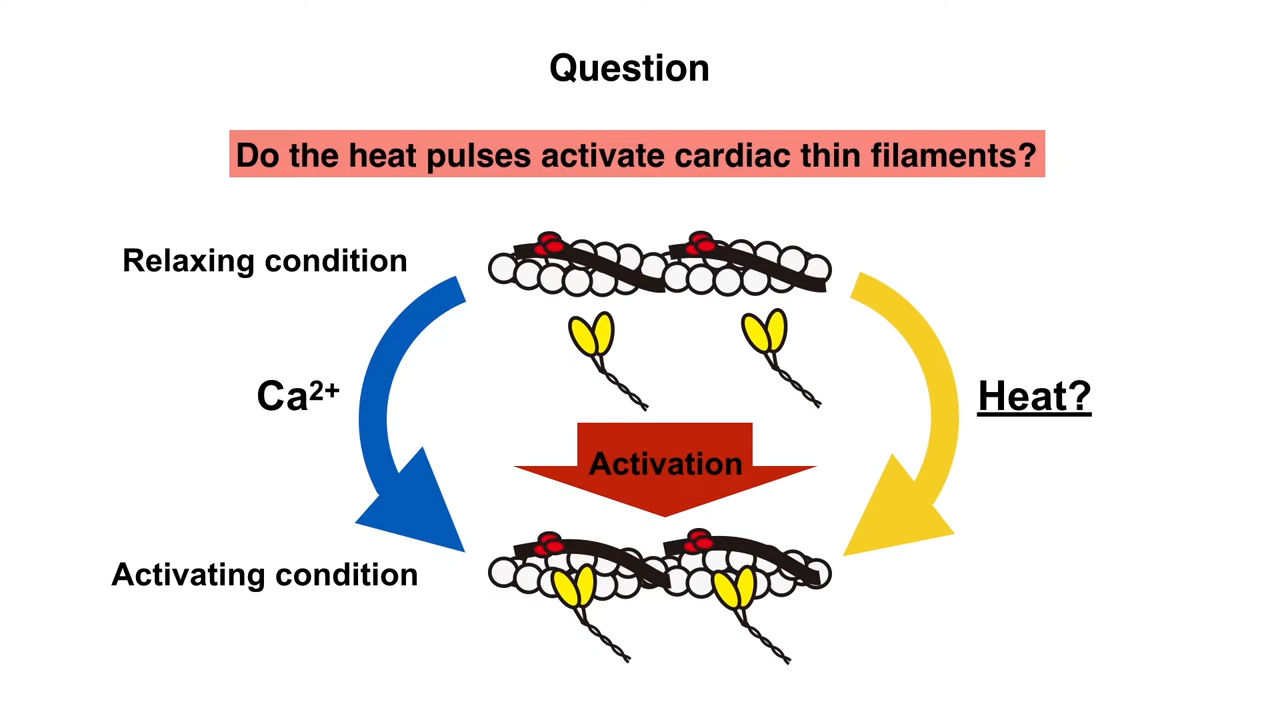 Question
Do the heat pulses activate cardiac thin filaments?
Relaxing condition
Ca²⁺
Heat?
Activation
Activating condition